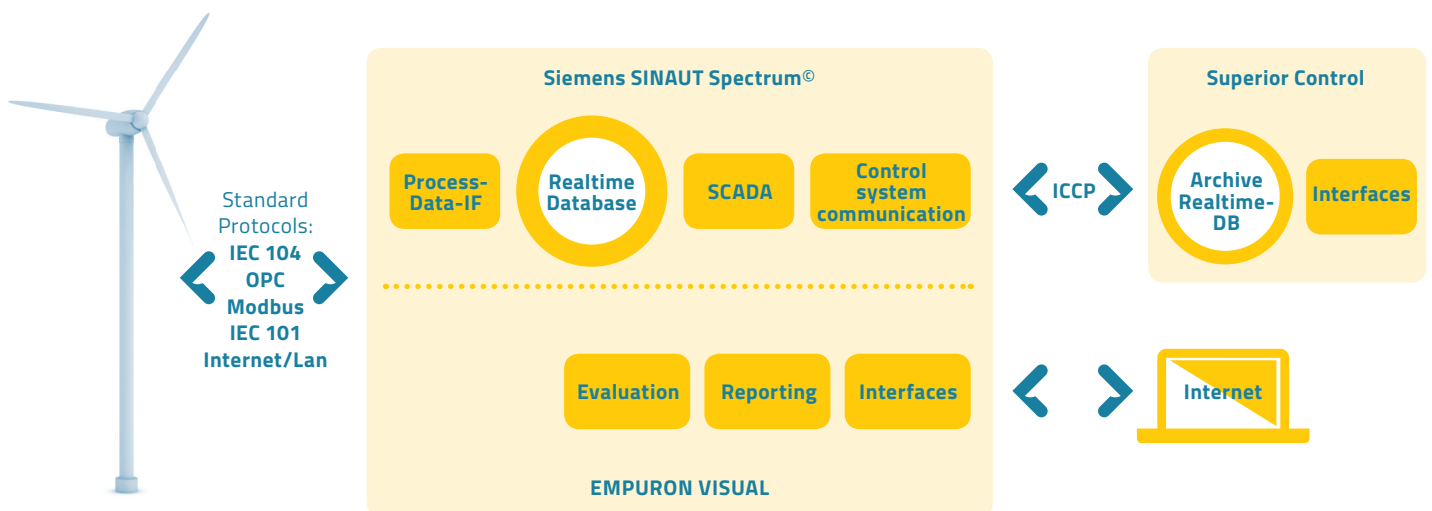 Standard
Protocols:
IEC 104
OPC
Modbus
IEC 101
Internet/Lan
Siemens SINAUT Spectrum©
Process-
Data-IF
Realtime
Database
SCADA
Control
system
communication
Evaluation
Reporting
Interfaces
EMPURON VISUAL
ICCP
Superior Control
Archive
Realtime-
DB
Interfaces
Internet